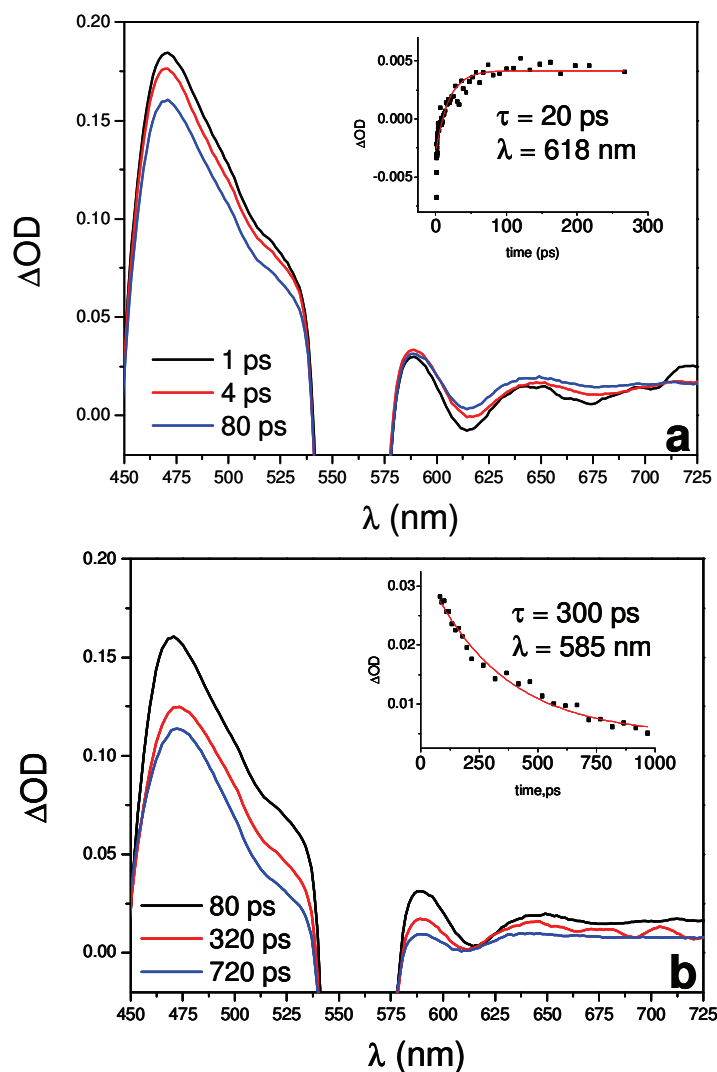 0.20
0.15
0.10
0.05
0.00
ΔOD
0.005
0.000
-0.005
ΔOD
τ = 20 ps
λ = 618 nm
0 100 200 300
time (ps)
1 ps
4 ps
80 ps
a
450 475 500 525 550 575 600 625 650 675 700 725
λ (nm)
0.20
0.15
0.10
0.05
0.00
ΔOD
0.03
0.02
0.01
ΔOD
τ = 300 ps
λ = 585 nm
0 250 500 750 1000
time,ps
80 ps
320 ps
720 ps
b
450 475 500 525 550 575 600 625 650 675 700 725
λ (nm)